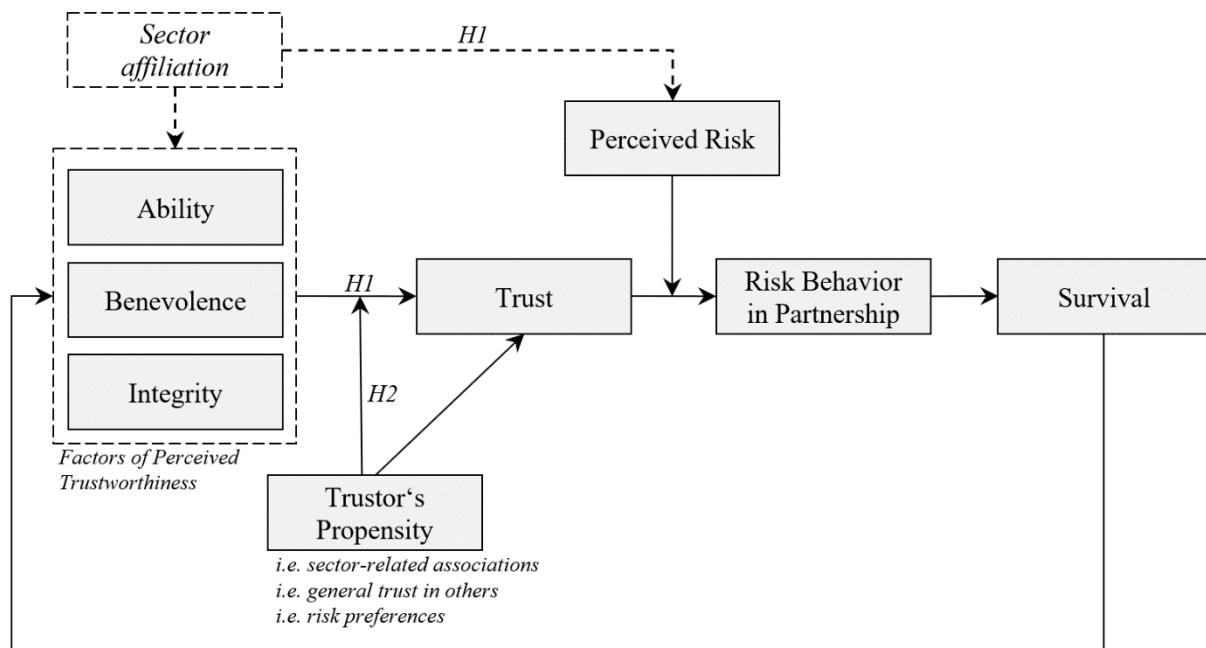 Sector
affiliation
H1
Perceived Risk
Ability
Benevolence
Integrity
Factors of Perceived
Trustworthiness
H1
Trust
Risk Behavior
in Partnership
Survival
H2
Trustor‘s
Propensity
i.e. sector-related associations
i.e. general trust in others
i.e. risk preferences